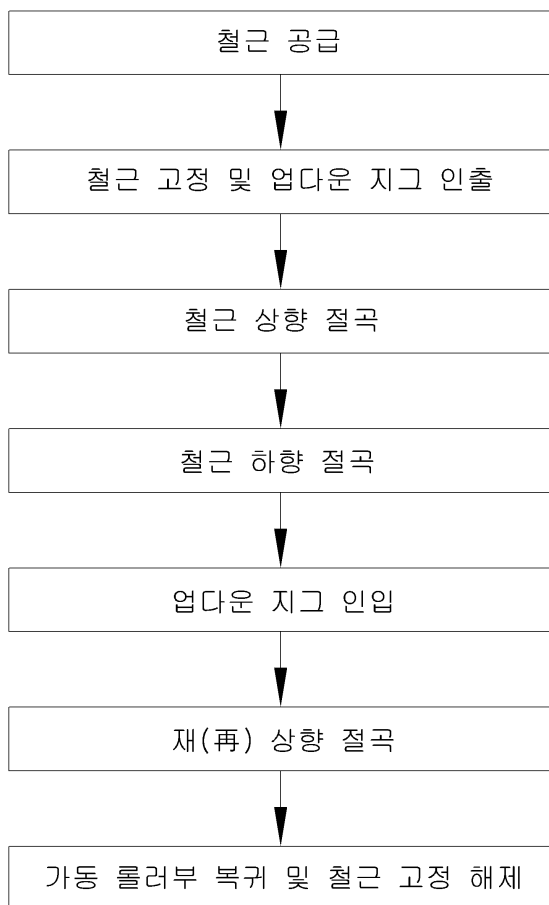 철근 공급
철근 고정 및 업다운 지그 인출
철근 상향 절곡
철근 하향 절곡
업다운 지그 인입
재(再) 상향 절곡
가동 롤러부 복귀 및 철근 고정 해제